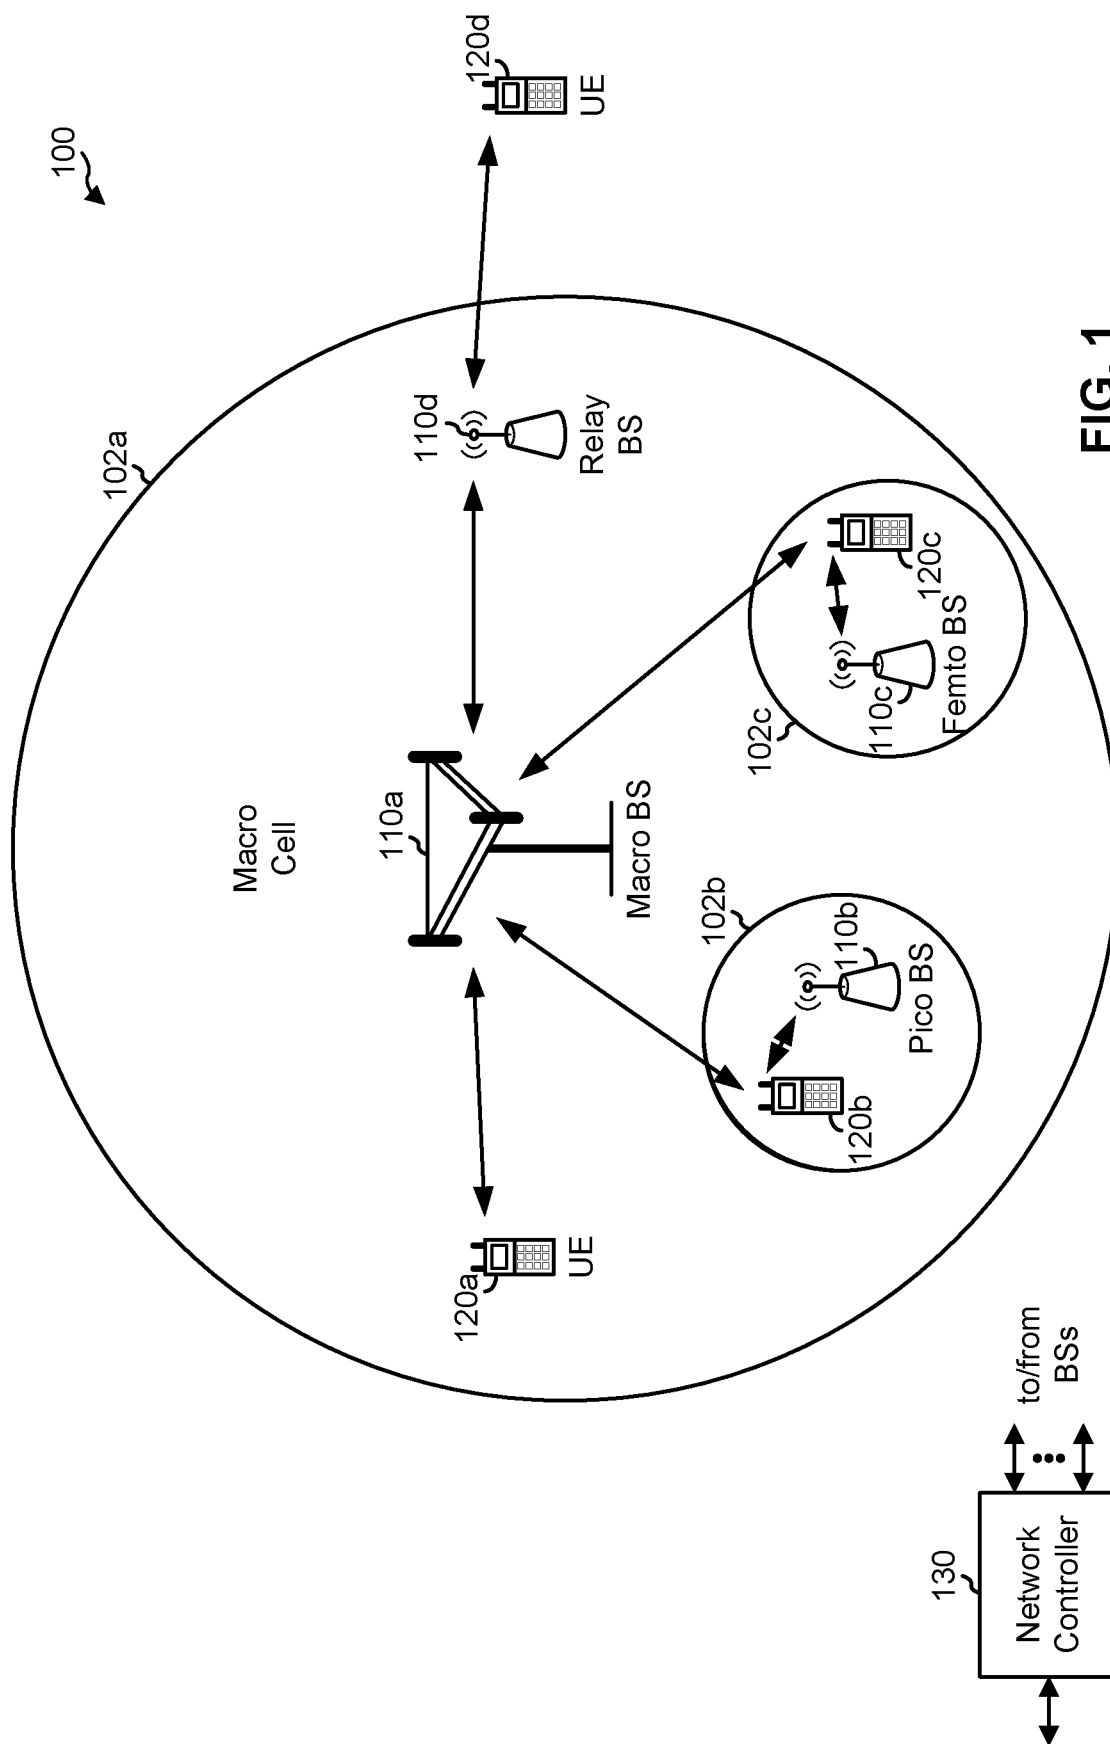 100
102a
Macro
Cell
110a
110d
120d
UE
120a
UE
Relay
BS
Macro BS
102b
102c
110b
Pico BS
120b
120c
110c
Femto BS
130
Network
Controller
to/from
BSs
FIG. 1